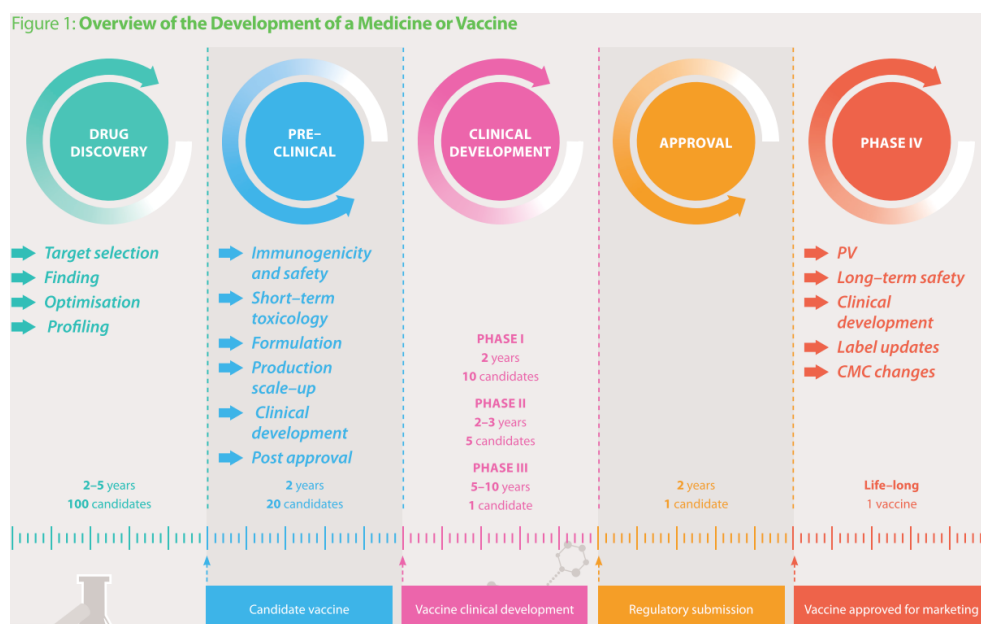 Figure 1: Overview of the Development of a Medicine or Vaccine
DRUG
DISCOVERY
Target selection
Finding
Optimisation
Profiling
2–5 years
100 candidates
PRE–
CLINICAL
Immunogenicity
and safety
Short–term
toxicology
Formulation
Production
scale–up
Clinical
development
Post approval
2 years
20 candidates
CLINICAL
DEVELOPMENT
PHASE I
2 years
10 candidates
PHASE II
2–3 years
5 candidates
PHASE III
5–10 years
1 candidate
APPROVAL
2 years
1 candidate
PHASE IV
PV
Long–term safety
Clinical
development
Label updates
CMC changes
Life–long
1 vaccine
Candidate vaccine
Vaccine clinical development
Regulatory submission
Vaccine approved for marketing